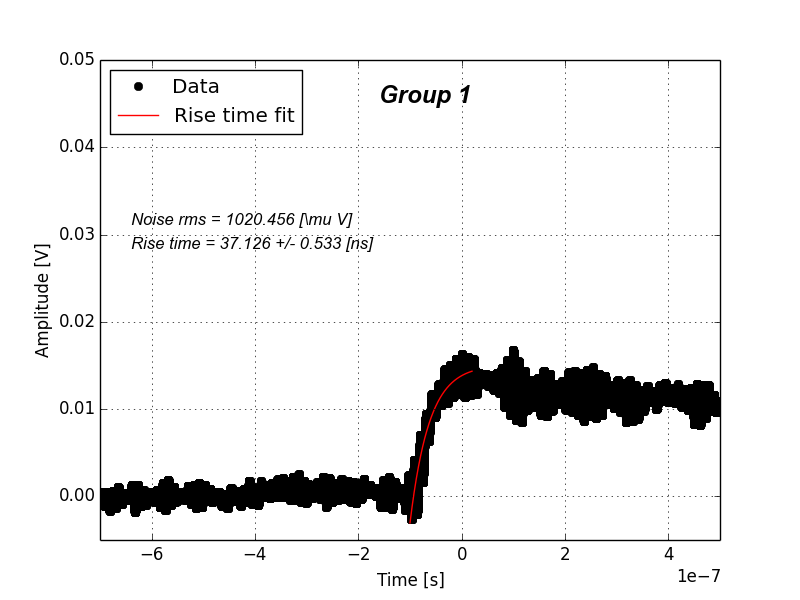 Group 1
Data
Rise time fit
Noise rms = 1020.456 [\mu V]
Rise time = 37.126 +/- 0.533 [ns]
Amplitude [V]
0.05
0.04
0.03
0.02
0.01
0.00
−6 −4 −2 0 2 4
Time [s]
1e−7